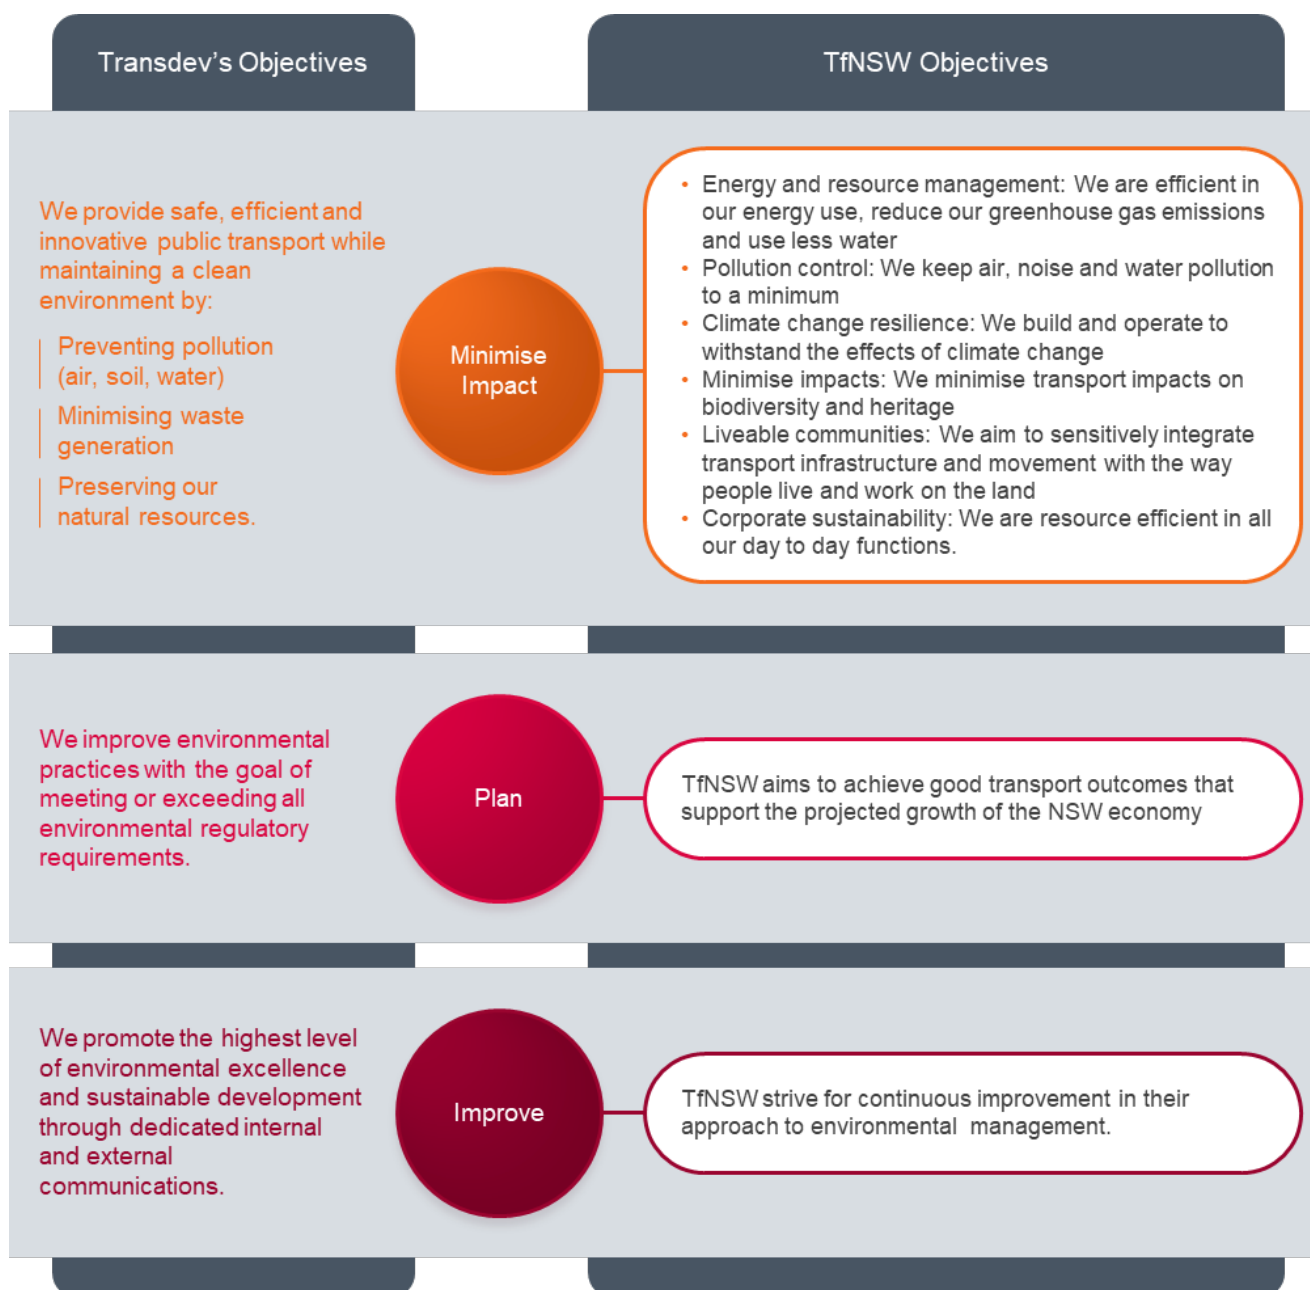 Transdev's Objectives
TfNSW Objectives
We provide safe, efficient and
innovative public transport while
maintaining a clean
environment by:
Preventing pollution
(air, soil, water)
Minimising waste
generation
Preserving our
natural resources.
Minimise
Impact
• Energy and resource management: We are efficient in
our energy use, reduce our greenhouse gas emissions
and use less water
• Pollution control: We keep air, noise and water pollution
to a minimum
• Climate change resilience: We build and operate to
withstand the effects of climate change
• Minimise impacts: We minimise transport impacts on
biodiversity and heritage
• Liveable communities: We aim to sensitively integrate
transport infrastructure and movement with the way
people live and work on the land
• Corporate sustainability: We are resource efficient in all
our day to day functions.
We improve environmental
practices with the goal of
meeting or exceeding all
environmental regulatory
requirements.
Plan
TfNSW aims to achieve good transport outcomes that
support the projected growth of the NSW economy
We promote the highest level
of environmental excellence
and sustainable development
through dedicated internal
and external
communications.
Improve
TfNSW strive for continuous improvement in their
approach to environmental management.